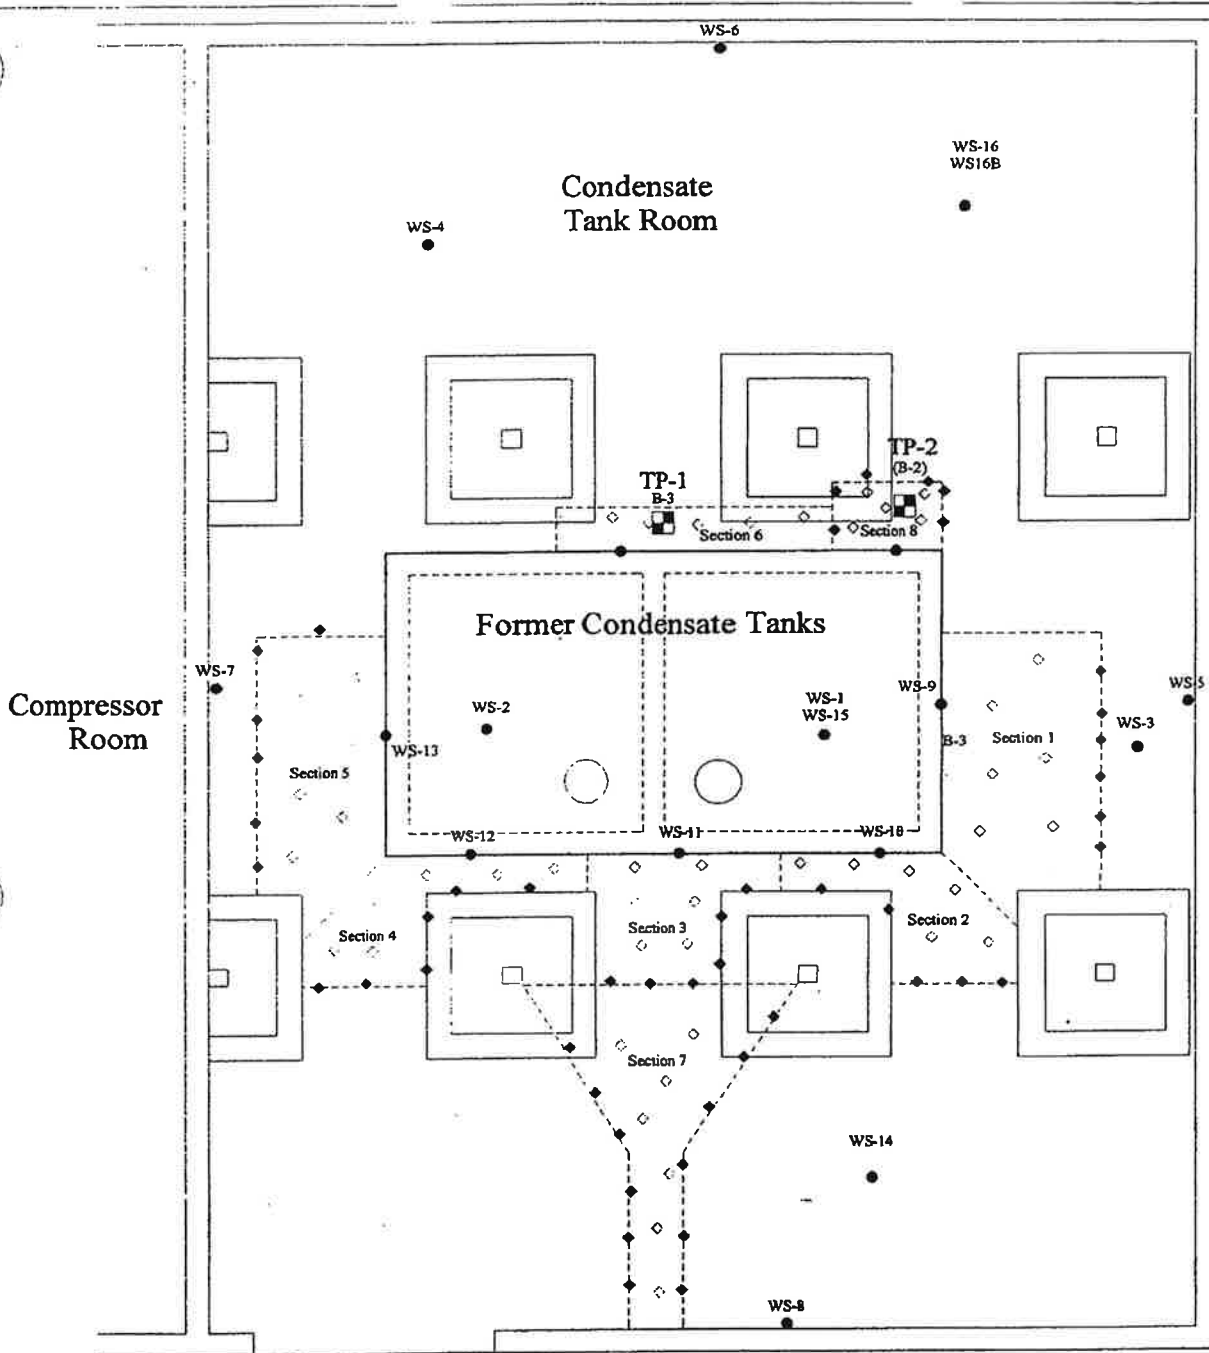 WS-6
WS-16
WS16B
Condensate
Tank Room
WS-4
TP-2
(B-2)
TP-1
B-3
Section 6
Section 8
Former Condensate Tanks
WS-7
WS-5
WS-9
WS-1
WS-15
WS-2
WS-3
Compressor
Room
B-3
Section 1
WS-13
Section 5
WS-12
WS-11
WS-10
Section 2
Section 3
Section 4
Section 7
WS-14
WS-8